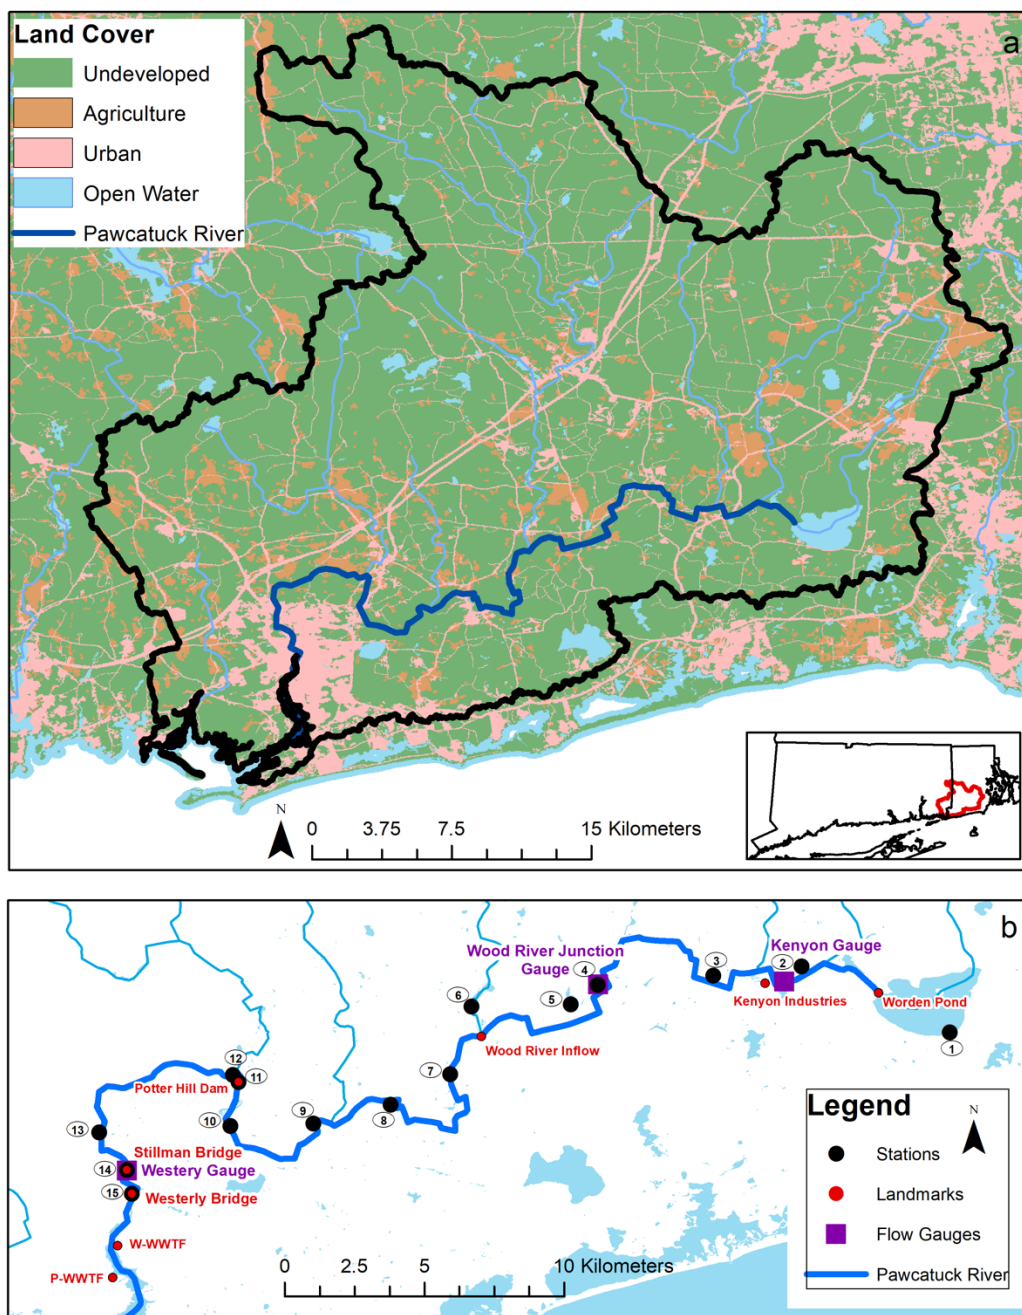 a
Land Cover
Undeveloped
Agriculture
Urban
Open Water
Pawcatuck River
N
0 3.75 7.5 15 Kilometers
b
Wood River Junction
Gauge
Kenyon Gauge
4
3
2
5
6
Kenyon Industries
Worden Pond
1
Wood River Inflow
12
11
Potter Hill Dam
7
8
9
10
13
Stillman Bridge
14
Westery Gauge
15
Westerly Bridge
W-WWTF
P-WWTF
0 2.5 5 10 Kilometers
Legend
N
Stations
Landmarks
Flow Gauges
Pawcatuck River